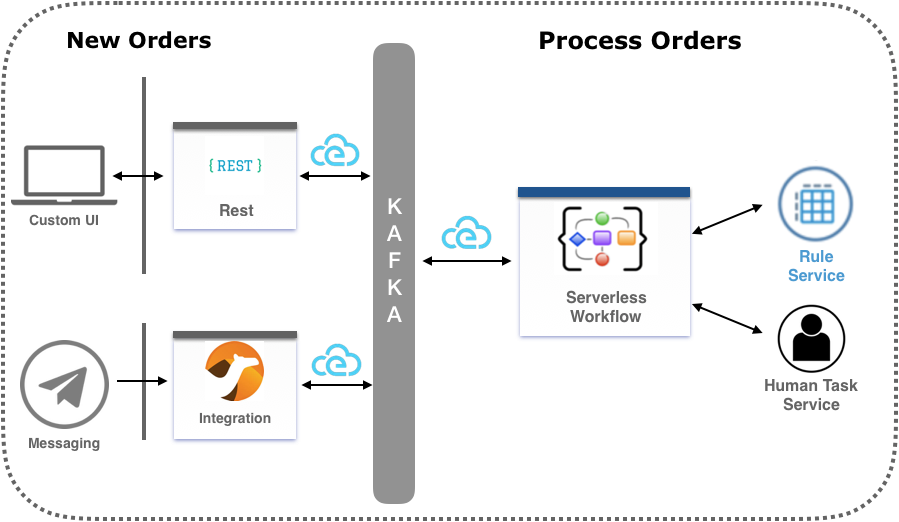 New Orders
Process Orders
Custom UI
{ REST }
Rest
Messaging
Integration
K
A
F
K
A
Serverless
Workflow
Rule
Service
Human Task
Service